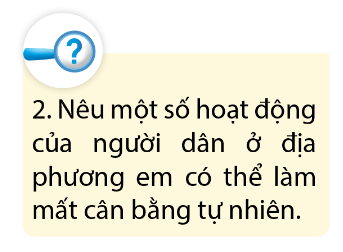 ?
2. Nêu một số hoạt động
của người dân ở địa
phương em có thể làm
mất cân bằng tự nhiên.